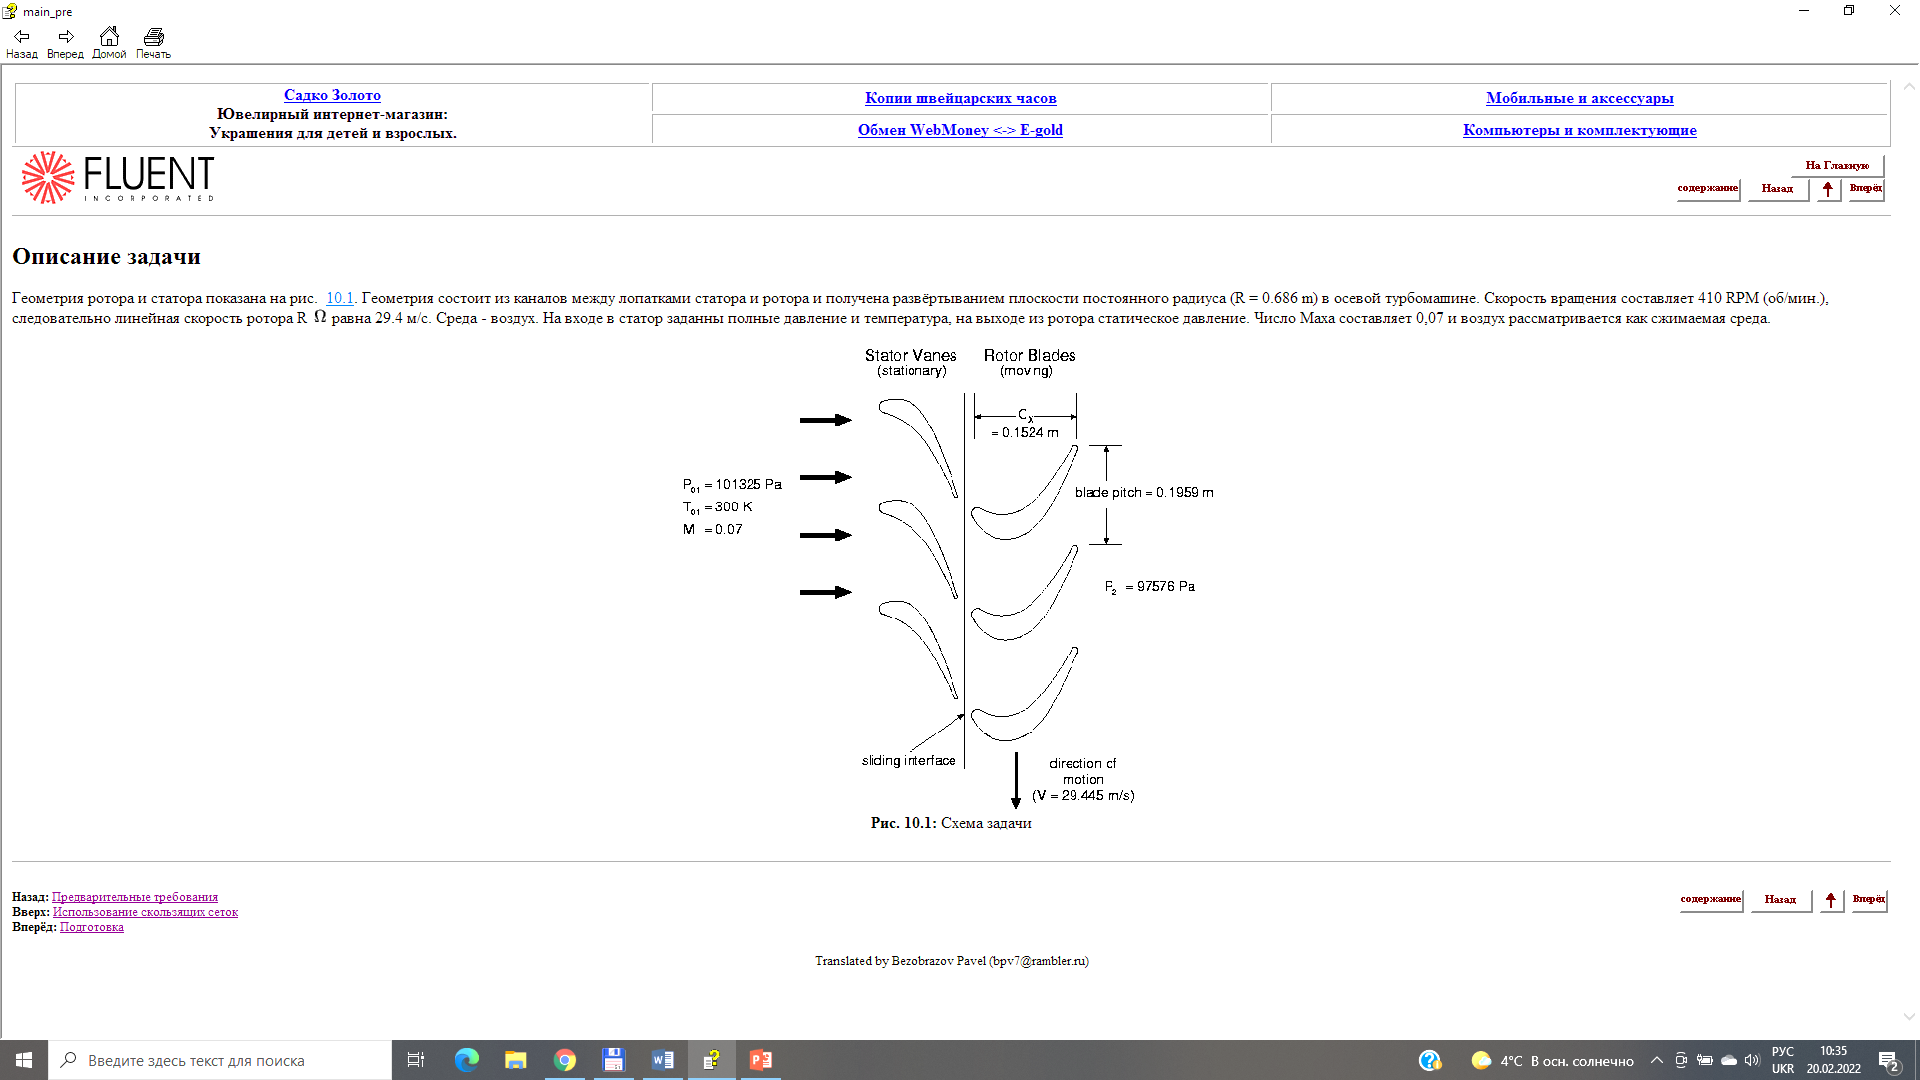 main_pre
Назад Вперед Домой Печать
Садко Золото
Ювелирный интернет-магазин:
Украшения для детей и взрослых.
Копии швейцарских часов
Мобильные и аксессуары
Обмен WebMoney <-> E-gold
Компьютеры и комплектующие
FLUENT
INCORPORATED
На Главную
содержание Назад Вперёд
Описание задачи
Геометрия ротора и статора показана на рис. 10.1. Геометрия состоит из каналов между лопатками статора и ротора и получена развёртыванием плоскости постоянного радиуса (R = 0.686 m) в осевой турбомашине. Скорость вращения составляет 410 RPM (об/мин.),
следовательно линейная скорость ротора R Ω равна 29.4 м/с. Среда - воздух. На входе в статор заданны полные давление и температура, на выходе из ротора статическое давление. Число Маха составляет 0,07 и воздух рассматривается как сжимаемая среда.
Stator Vanes
(stationary)
Rotor Blades
(moving)
Cx
= 0.1524 m
P01 = 101325 Pa
T01 = 300 K
M = 0.07
blade pitch = 0.1959 m
P2 = 97576 Pa
sliding interface
direction of
motion
(V = 29.445 m/s)
Рис. 10.1: Схема задачи
Назад: Предварительные требования
Вверх: Использование скользящих сеток
Вперёд: Подготовка
содержание Назад Вперёд
Translated by Bezobrazov Pavel (bpv7@rambler.ru)
Введите здесь текст для поиска
4°C В осн. солнечно
РУС
UKR
10:35
20.02.2022
2